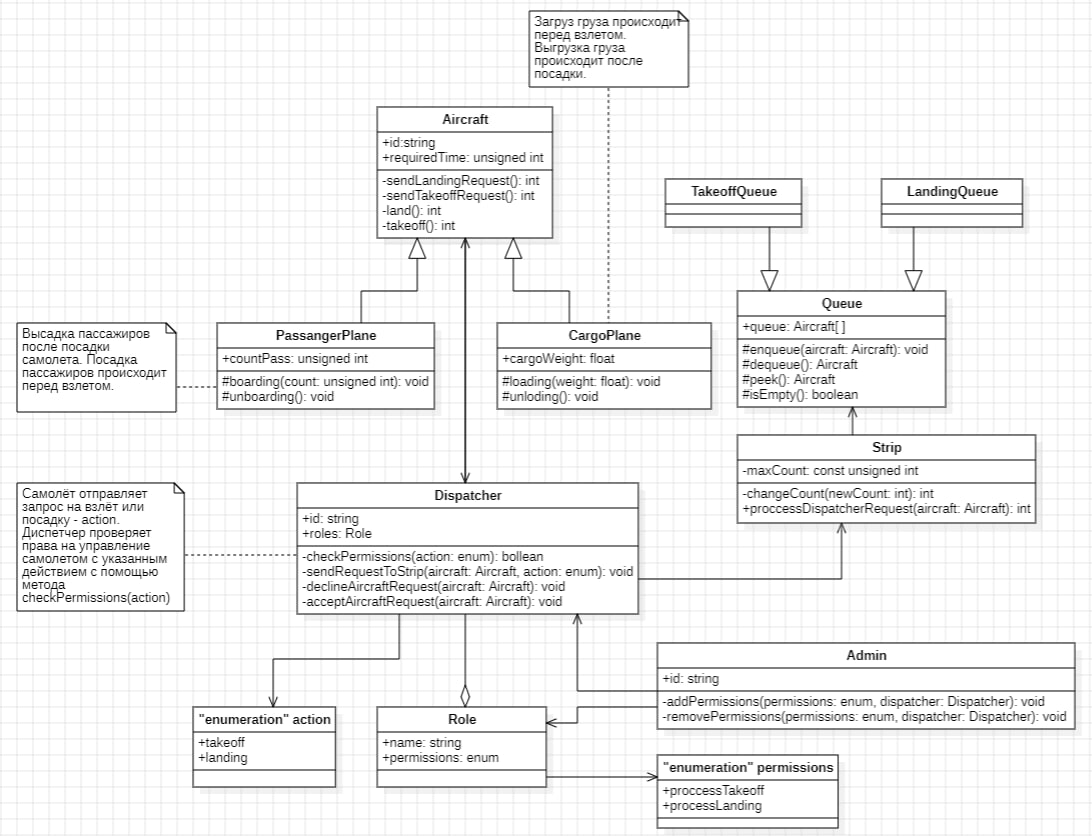 Загруз груза происходит
перед взлетом.
Выгрузка груза
происходит после
посадки.
Aircraft
+id:string
+requiredTime: unsigned int
-sendLandingRequest(): int
-sendTakeoffRequest(): int
-land(): int
-takeoff(): int
TakeoffQueue
LandingQueue
Queue
+queue: Aircraft[ ]
#enqueue(aircraft: Aircraft): void
#dequeue(): Aircraft
#peek(): Aircraft
#isEmpty(): boolean
Высадка пассажиров
после посадки
самолета. Посадка
пассажиров происходит
перед взлетом.
PassangerPlane
+countPass: unsigned int
#boarding(count: unsigned int): void
#unboarding(): void
CargoPlane
+cargoWeight: float
#loading(weight: float): void
#unloding(): void
Strip
-maxCount: const unsigned int
-changeCount(newCount: int): int
+proccessDispatcherRequest(aircraft: Aircraft): int
Самолёт отправляет
запрос на взлёт или
посадку - action.
Диспетчер проверяет
права на управление
самолетом с указанным
действием с помощью
метода
checkPermissions(action)
Dispatcher
+id: string
+roles: Role
-checkPermissions(action: enum): bollean
-sendRequestToStrip(aircraft: Aircraft, action: enum): void
-declineAircraftRequest(aircraft: Aircraft): void
-acceptAircraftRequest(aircraft: Aircraft): void
Admin
+id: string
-addPermissions(permissions: enum, dispatcher: Dispatcher): void
-removePermissions(permissions: enum, dispatcher: Dispatcher): void
"enumeration" action
+takeoff
+landing
Role
+name: string
+permissions: enum
"enumeration" permissions
+proccessTakeoff
+processLanding